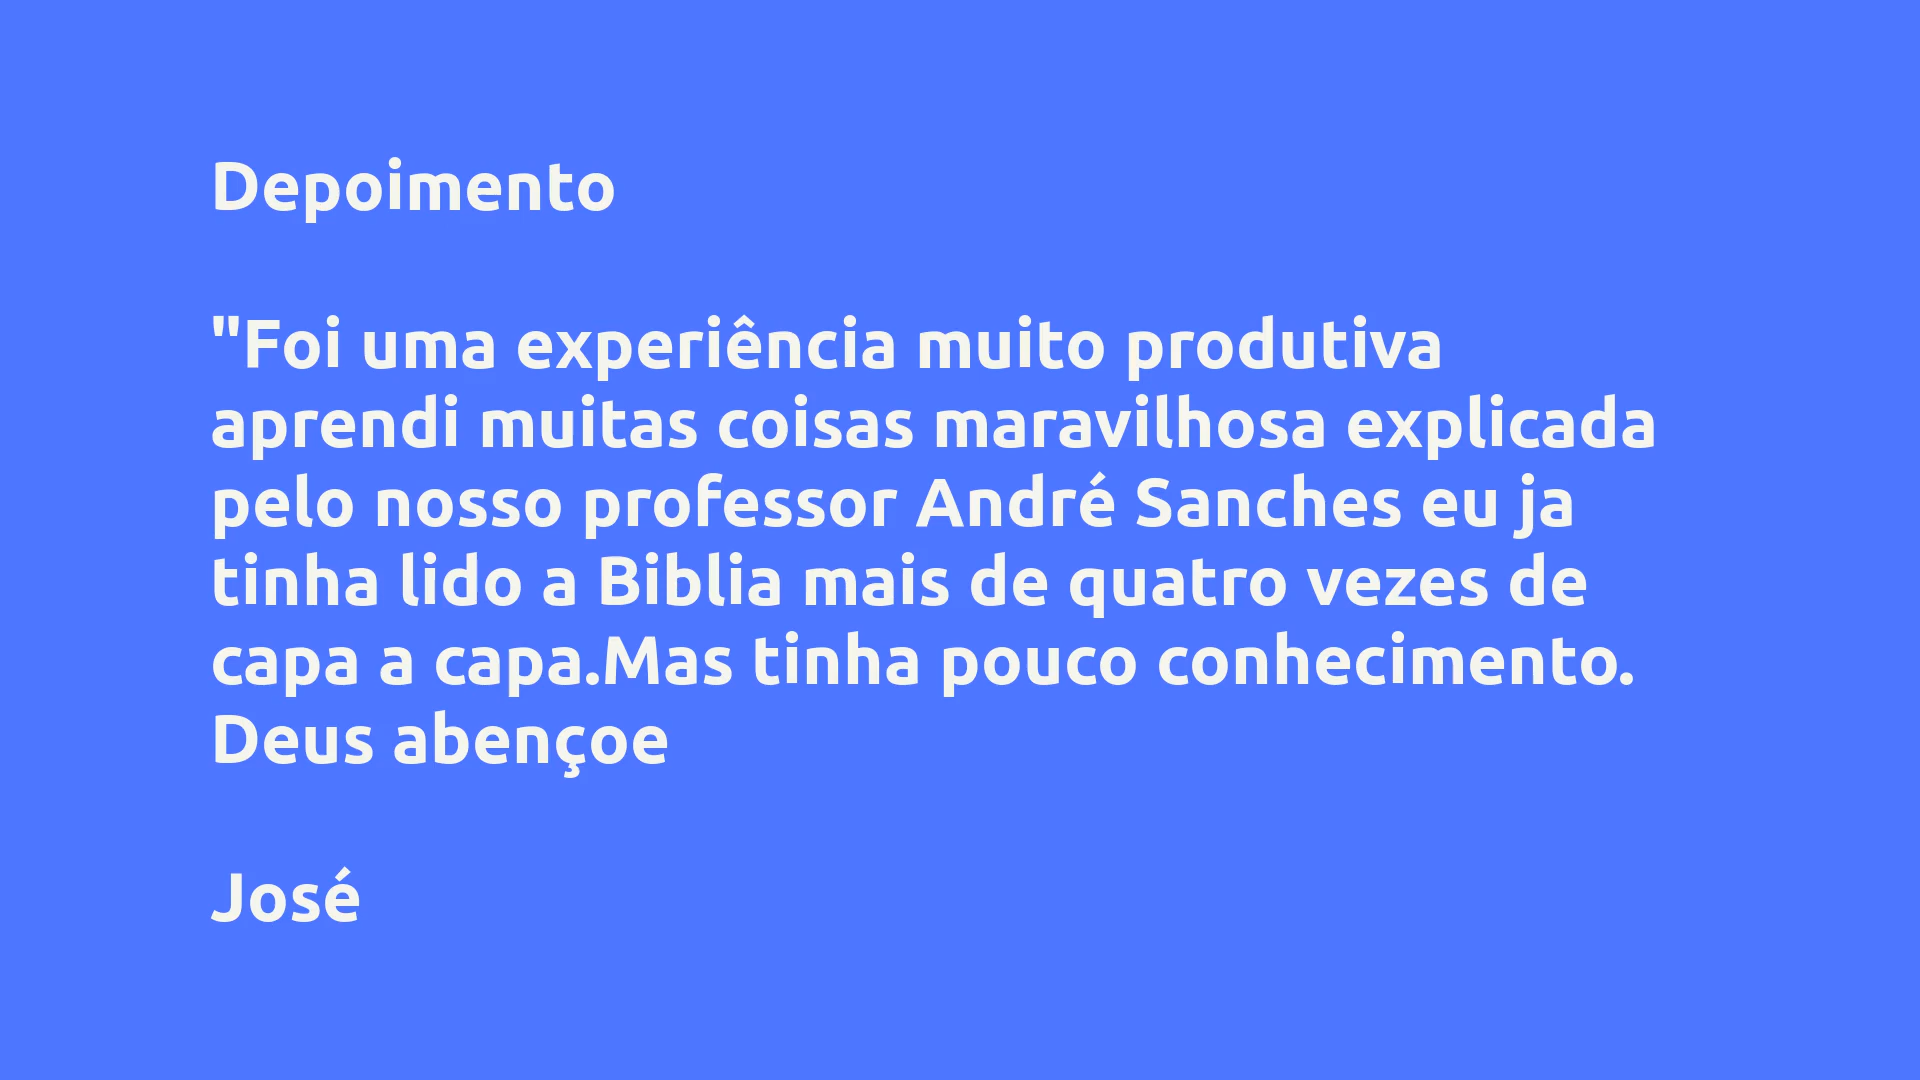 Depoimento
"Foi uma experiência muito produtiva
aprendi muitas coisas maravilhosa explicada
pelo nosso professor André Sanches eu ja
tinha lido a Biblia mais de quatro vezes de
capa a capa.Mas tinha pouco conhecimento.
Deus abençoe
José